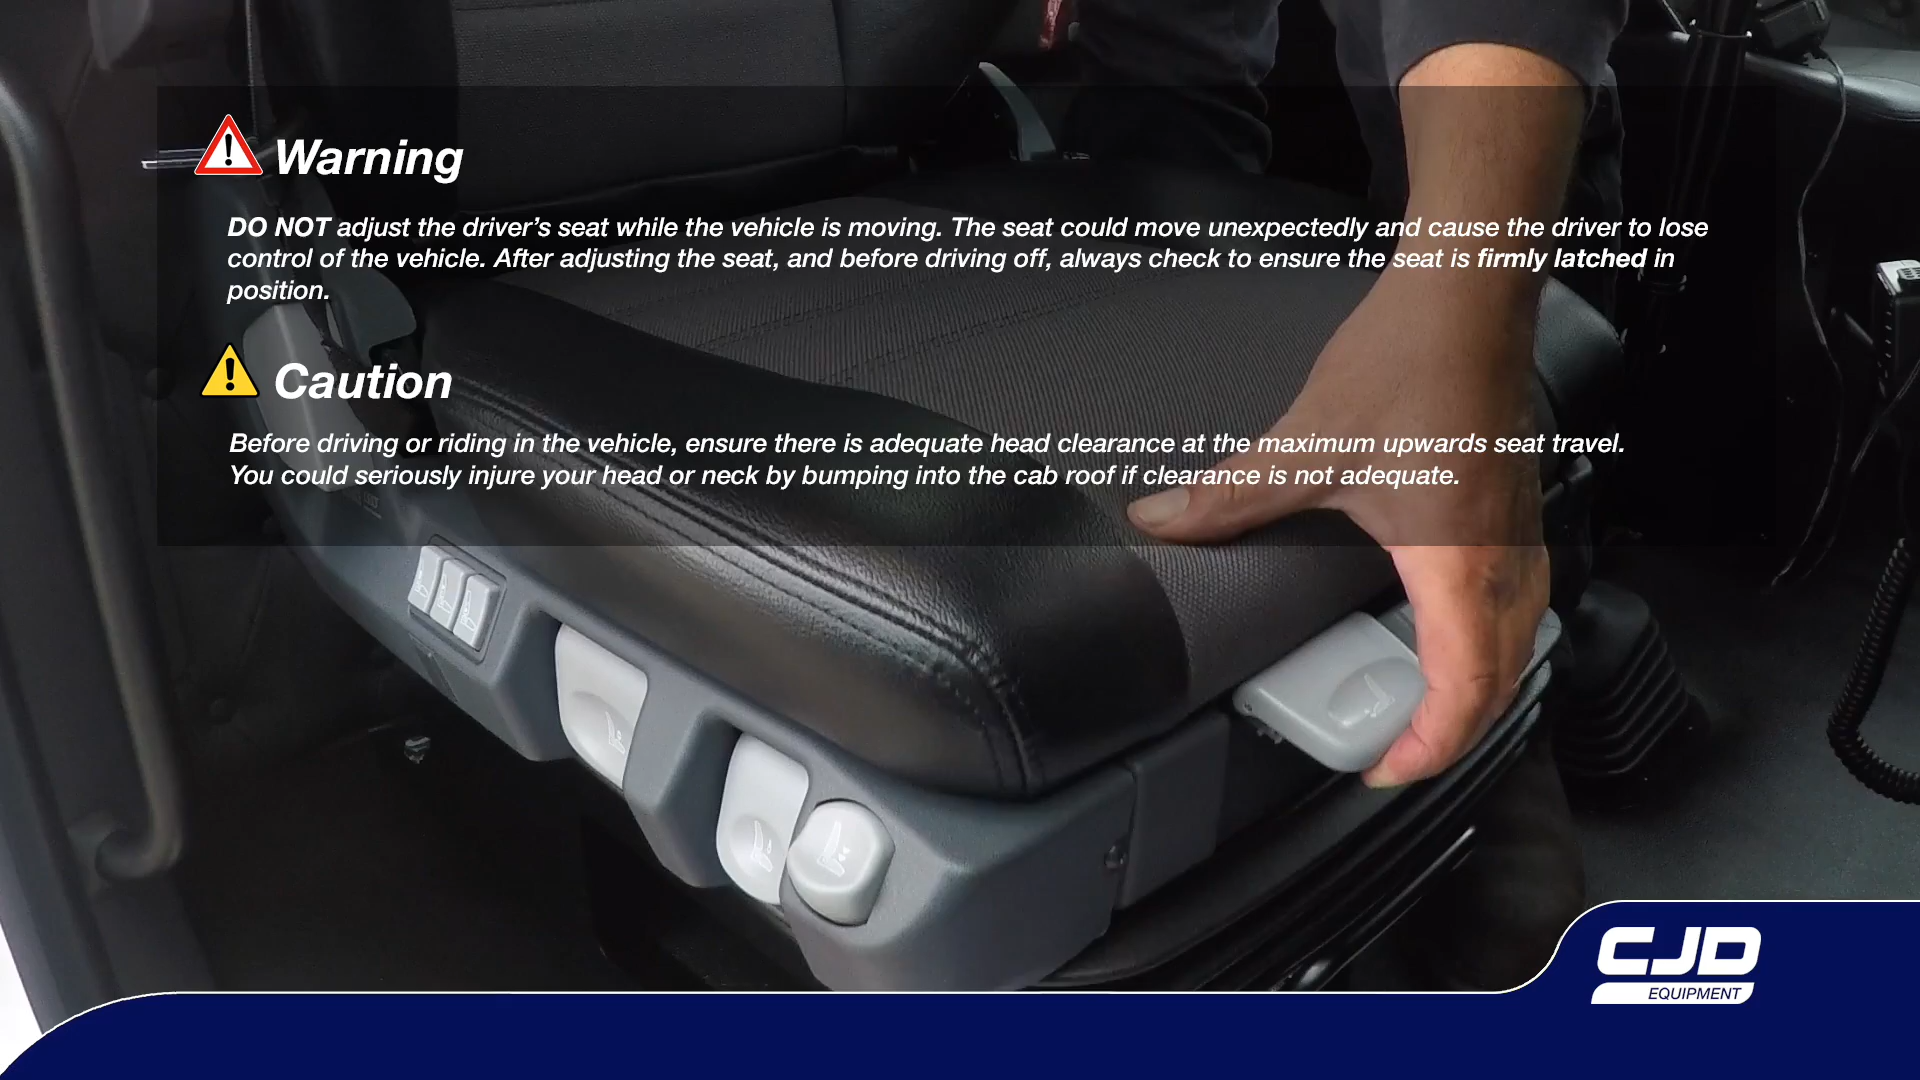 Warning
DO NOT adjust the driver’s seat while the vehicle is moving. The seat could move unexpectedly and cause the driver to lose
control of the vehicle. After adjusting the seat, and before driving off, always check to ensure the seat is firmly latched in
position.
Caution
Before driving or riding in the vehicle, ensure there is adequate head clearance at the maximum upwards seat travel.
You could seriously injure your head or neck by bumping into the cab roof if clearance is not adequate.
CJD
EQUIPMENT